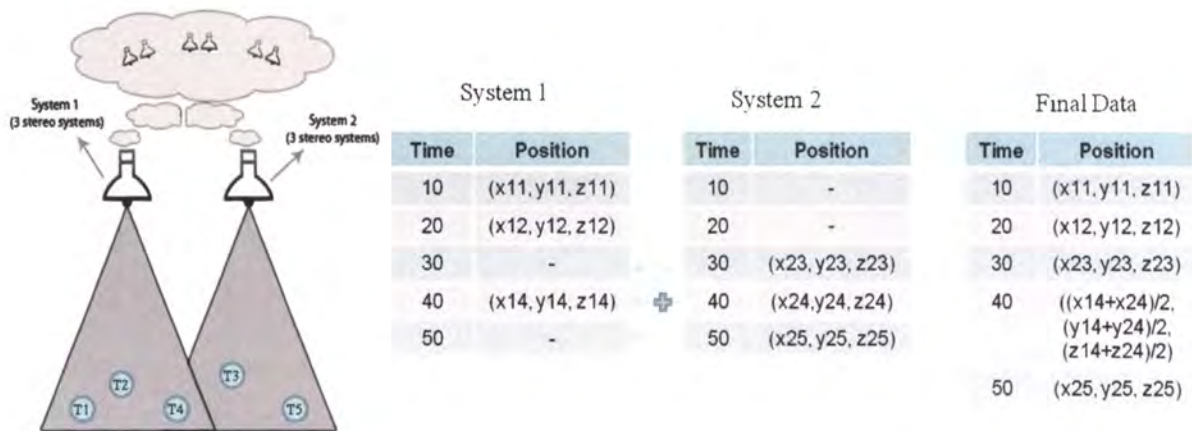 System 1
(3 stereo systems)
System 2
(3 stereo systems)
T1
T2
T4
T3
T5
System 1
Time Position
10 (x11, y11, z11)
20 (x12, y12, z12)
30 -
40 (x14, y14, z14)
50 -
+
System 2
Time Position
10 -
20 -
30 (x23, y23, z23)
40 (x24, y24, z24)
50 (x25, y25, z25)
Final Data
Time Position
10 (x11, y11, z11)
20 (x12, y12, z12)
30 (x23, y23, z23)
40 ((x14+x24)/2,
(y14+y24)/2,
(z14+z24)/2)
50 (x25, y25, z25)